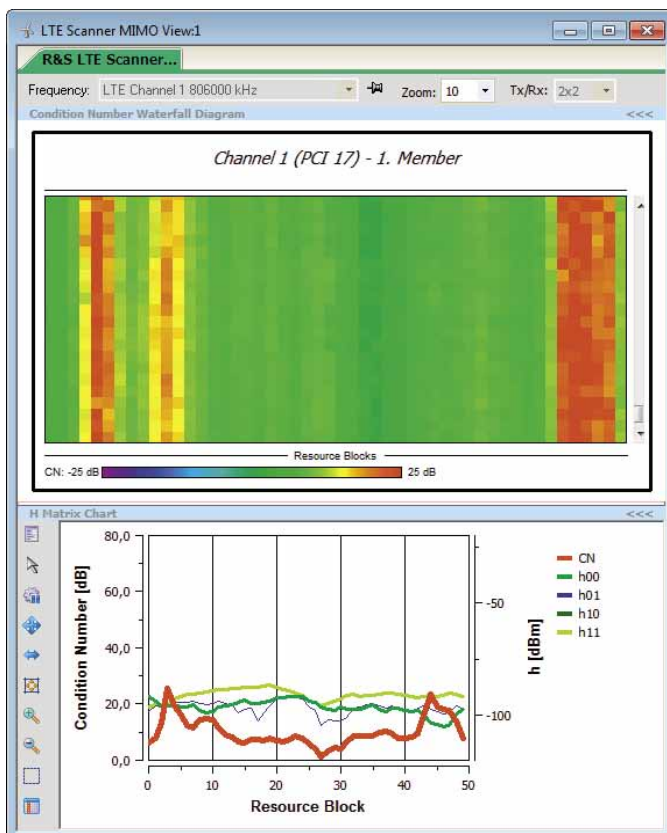 LTE Scanner MIMO View:1
R&S LTE Scanner...
Frequency: LTE Channel 1 806000 kHz Zoom: 10 Tx/Rx: 2x2
Condition Number Waterfall Diagram <<<
Channel 1 (PCI 17) - 1. Member
Resource Blocks
CN: -25 dB 25 dB
H Matrix Chart <<<
80,0
60,0
40,0
20,0
0,0
Condition Number [dB]
0 10 20 30 40 50
Resource Block
-50
-100
h [dBm]
CN
h00
h01
h10
h11